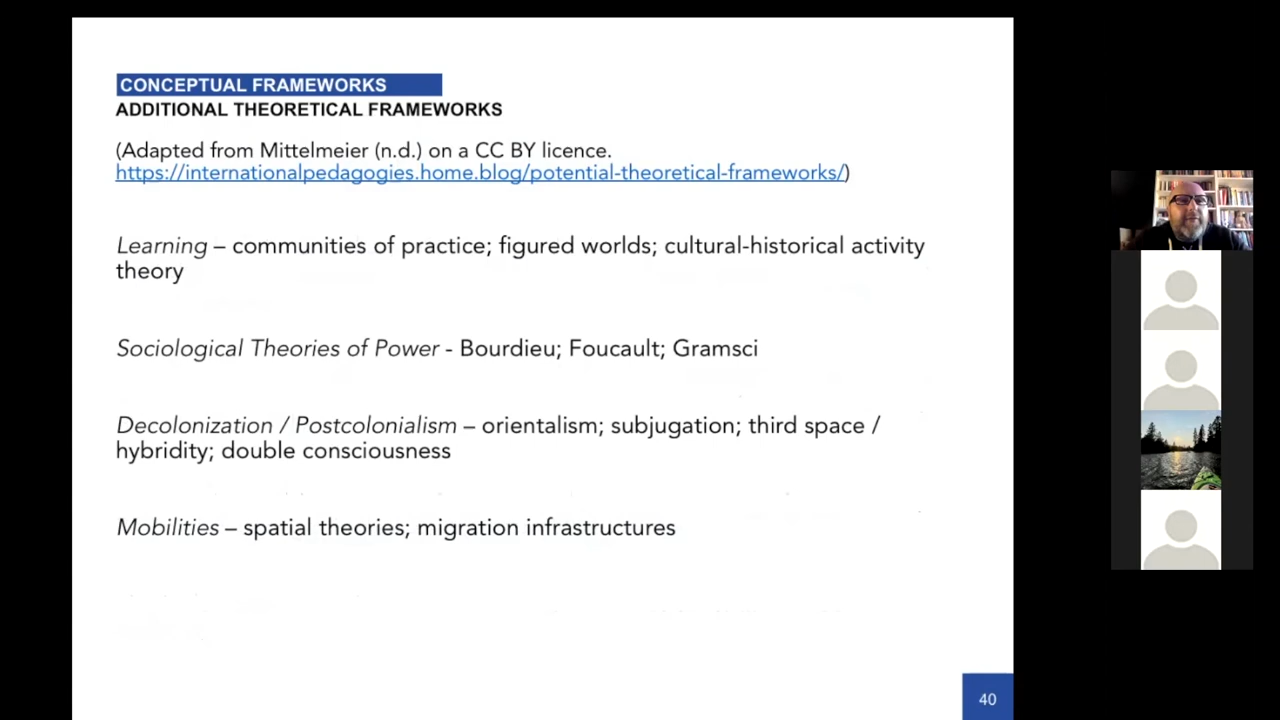 CONCEPTUAL FRAMEWORKS
ADDITIONAL THEORETICAL FRAMEWORKS
(Adapted from Mittelmeier (n.d.) on a CC BY licence.
https://internationalpedagogies.home.blog/potential-theoretical-frameworks/)
Learning – communities of practice; figured worlds; cultural-historical activity
theory
Sociological Theories of Power - Bourdieu; Foucault; Gramsci
Decolonization / Postcolonialism – orientalism; subjugation; third space /
hybridity; double consciousness
Mobilities – spatial theories; migration infrastructures
40